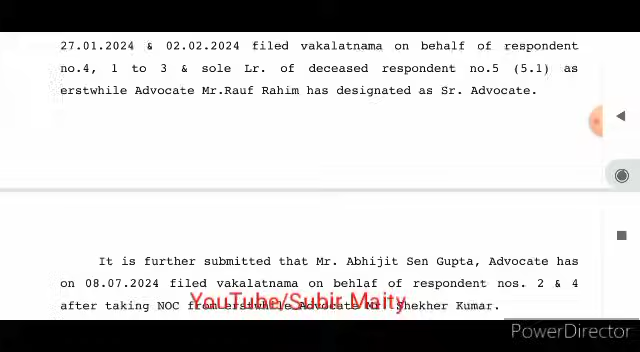 27.01.2024 & 02.02.2024 filed vakalatnama on behalf of respondent
no.4, 1 to 3 & sole Lr. of deceased respondent no.5 (5.1) as
erstwhile Advocate Mr.Rauf Rahim has designated as Sr. Advocate.
It is further submitted that Mr. Abhijit Sen Gupta, Advocate has
on 08.07.2024 filed vakalatnama on behlaf of respondent nos. 2 & 4
after taking NOC from erstwhile Advocate Mr. Shekher Kumar.
YouTube/Subir Maity
PowerDirector